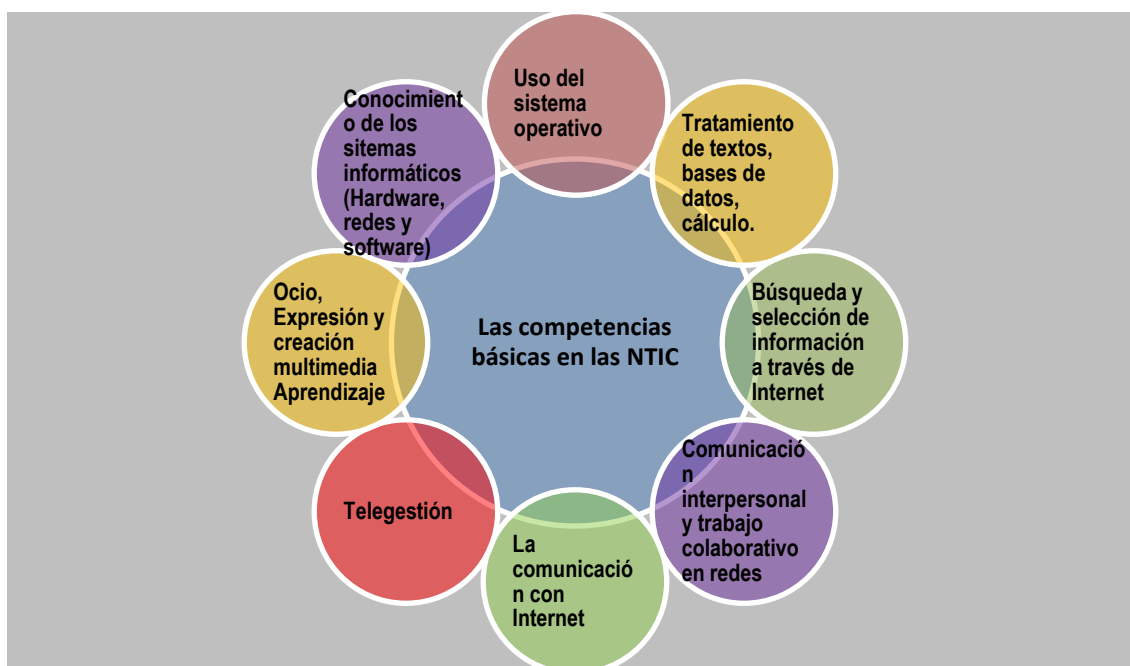 Uso del
sistema
operativo
Tratamiento
de textos,
bases de
datos,
cálculo.
Búsqueda y
selección de
información
a través de
Internet
Comunicació
n
interpersonal
y trabajo
colaborativo
en redes
La
comunicació
n con
Internet
Telegestión
Ocio,
Expresión y
creación
multimedia
Aprendizaje
Conocimient
o de los
sitemas
informáticos
(Hardware,
redes y
software)
Las competencias
básicas en las NTIC